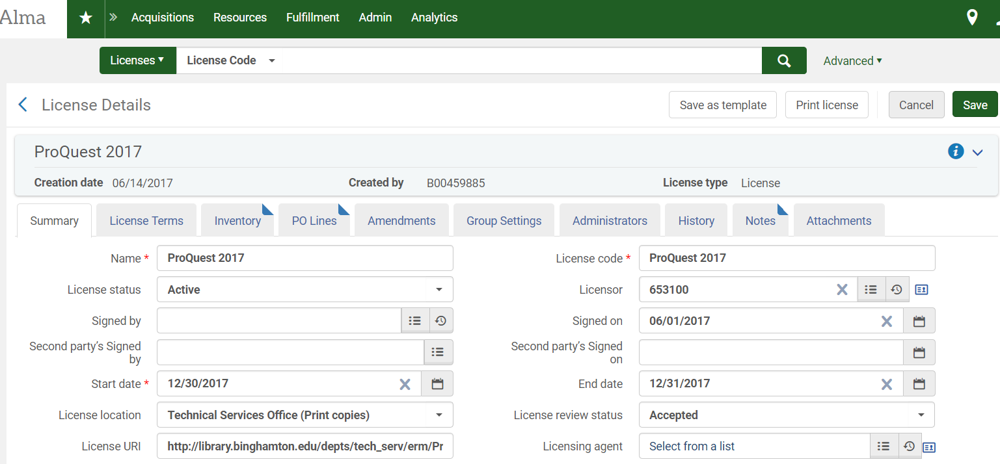 Alma
Acquisitions Resources Fulfillment Admin Analytics
Licenses License Code Advanced
License Details Save as template Print license Cancel Save
ProQuest 2017
Creation date 06/14/2017 Created by B00459885 License type License
Summary License Terms Inventory PO Lines Amendments Group Settings Administrators History Notes Attachments
Name * ProQuest 2017 License code * ProQuest 2017
License status Active Licensor 653100
Signed by Signed on 06/01/2017
Second party's Signed by Second party's Signed on
Start date * 12/30/2017 End date 12/31/2017
License location Technical Services Office (Print copies) License review status Accepted
License URI http://library.binghamton.edu/depts/tech_serv/erm/Pr Licensing agent Select from a list